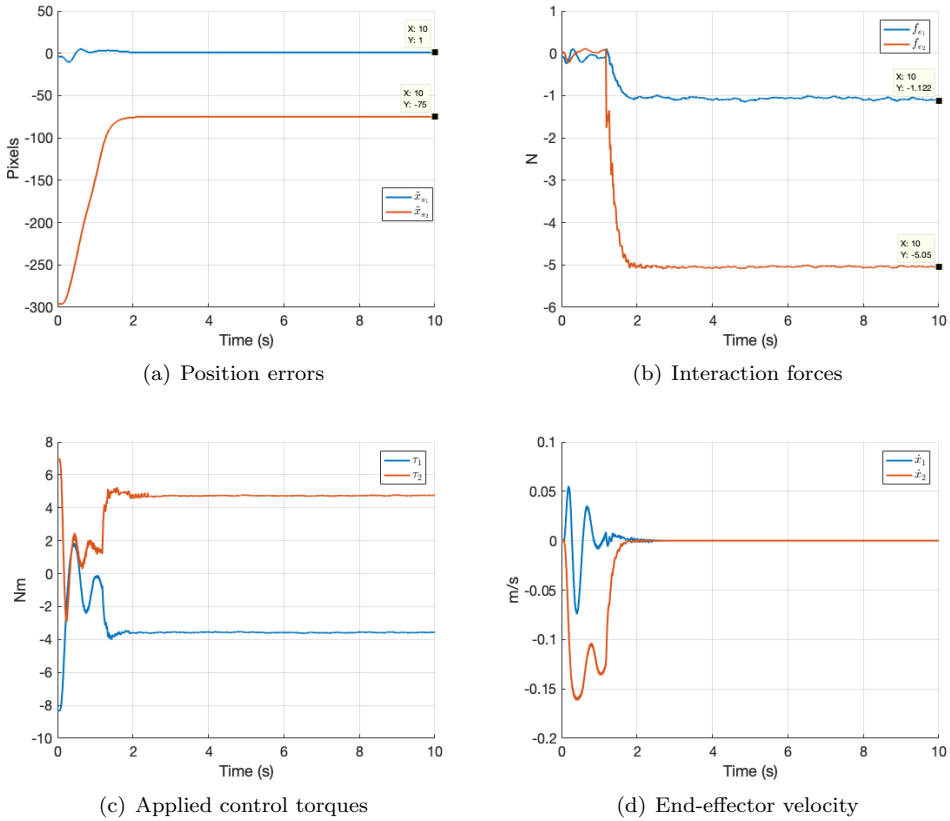 50
0
-50
-100
-150
-200
-250
-300
Pixels
0 2 4 6 8 10
Time (s)
X: 10
Y: 1
X: 10
Y: -75
x̃s1
x̃s2
(a) Position errors
1
0
-1
-2
-3
-4
-5
-6
N
0 2 4 6 8 10
Time (s)
fe1
fe2
X: 10
Y: -1.122
X: 10
Y: -5.05
(b) Interaction forces
8
6
4
2
0
-2
-4
-6
-8
-10
Nm
0 2 4 6 8 10
Time (s)
τ1
τ2
(c) Applied control torques
0.1
0.05
0
-0.05
-0.1
-0.15
-0.2
m/s
0 2 4 6 8 10
Time (s)
ẋ1
ẋ2
(d) End-effector velocity